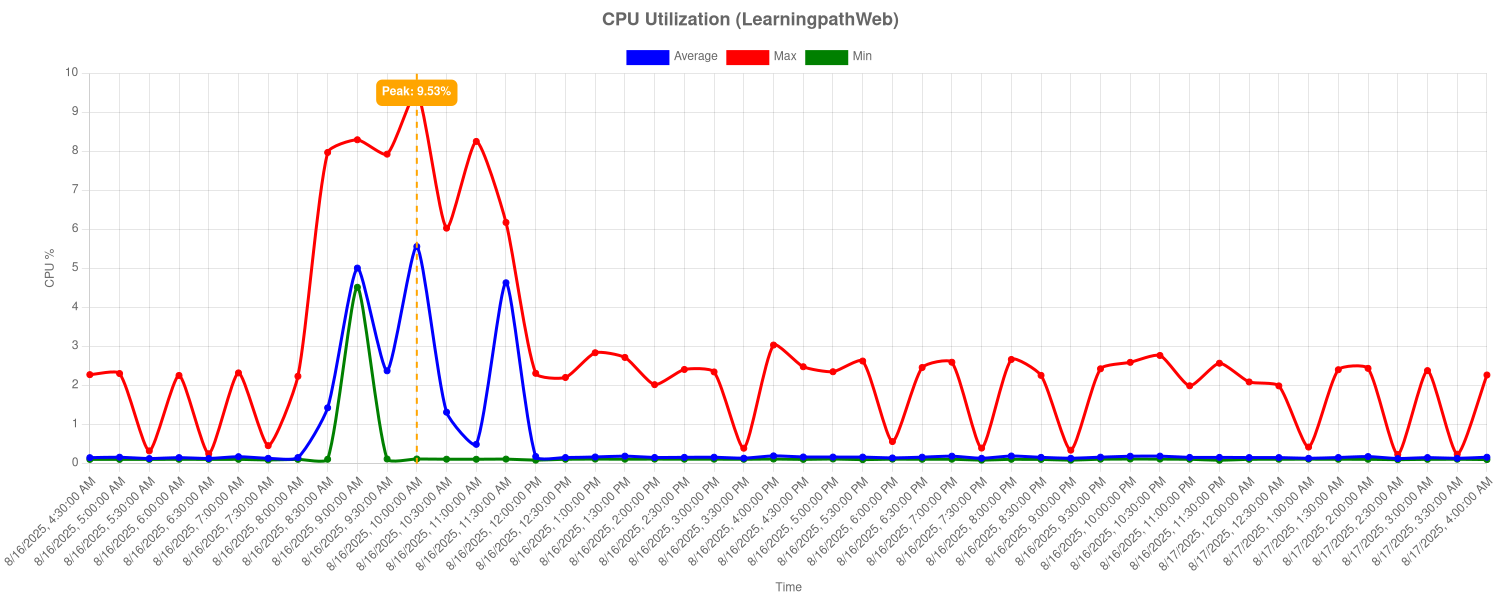 CPU Utilization (LearningpathWeb)
Average
Max
Min
Peak: 9.53%
10
9
8
7
6
5
4
3
2
1
0
CPU %
8/16/2025, 4:30:00 AM
8/16/2025, 5:00:00 AM
8/16/2025, 5:30:00 AM
8/16/2025, 6:00:00 AM
8/16/2025, 6:30:00 AM
8/16/2025, 7:00:00 AM
8/16/2025, 7:30:00 AM
8/16/2025, 8:00:00 AM
8/16/2025, 8:30:00 AM
8/16/2025, 9:00:00 AM
8/16/2025, 9:30:00 AM
8/16/2025, 10:00:00 AM
8/16/2025, 10:30:00 AM
8/16/2025, 11:00:00 AM
8/16/2025, 11:30:00 AM
8/16/2025, 12:00:00 PM
8/16/2025, 12:30:00 PM
8/16/2025, 1:00:00 PM
8/16/2025, 1:30:00 PM
8/16/2025, 2:00:00 PM
8/16/2025, 2:30:00 PM
8/16/2025, 3:00:00 PM
8/16/2025, 3:30:00 PM
8/16/2025, 4:00:00 PM
8/16/2025, 4:30:00 PM
8/16/2025, 5:00:00 PM
8/16/2025, 5:30:00 PM
8/16/2025, 6:00:00 PM
8/16/2025, 6:30:00 PM
8/16/2025, 7:00:00 PM
8/16/2025, 7:30:00 PM
8/16/2025, 8:00:00 PM
8/16/2025, 8:30:00 PM
8/16/2025, 9:00:00 PM
8/16/2025, 9:30:00 PM
8/16/2025, 10:00:00 PM
8/16/2025, 10:30:00 PM
8/16/2025, 11:00:00 PM
8/16/2025, 11:30:00 PM
8/17/2025, 12:00:00 AM
8/17/2025, 12:30:00 AM
8/17/2025, 1:00:00 AM
8/17/2025, 1:30:00 AM
8/17/2025, 2:00:00 AM
8/17/2025, 2:30:00 AM
8/17/2025, 3:00:00 AM
8/17/2025, 3:30:00 AM
8/17/2025, 4:00:00 AM
Time